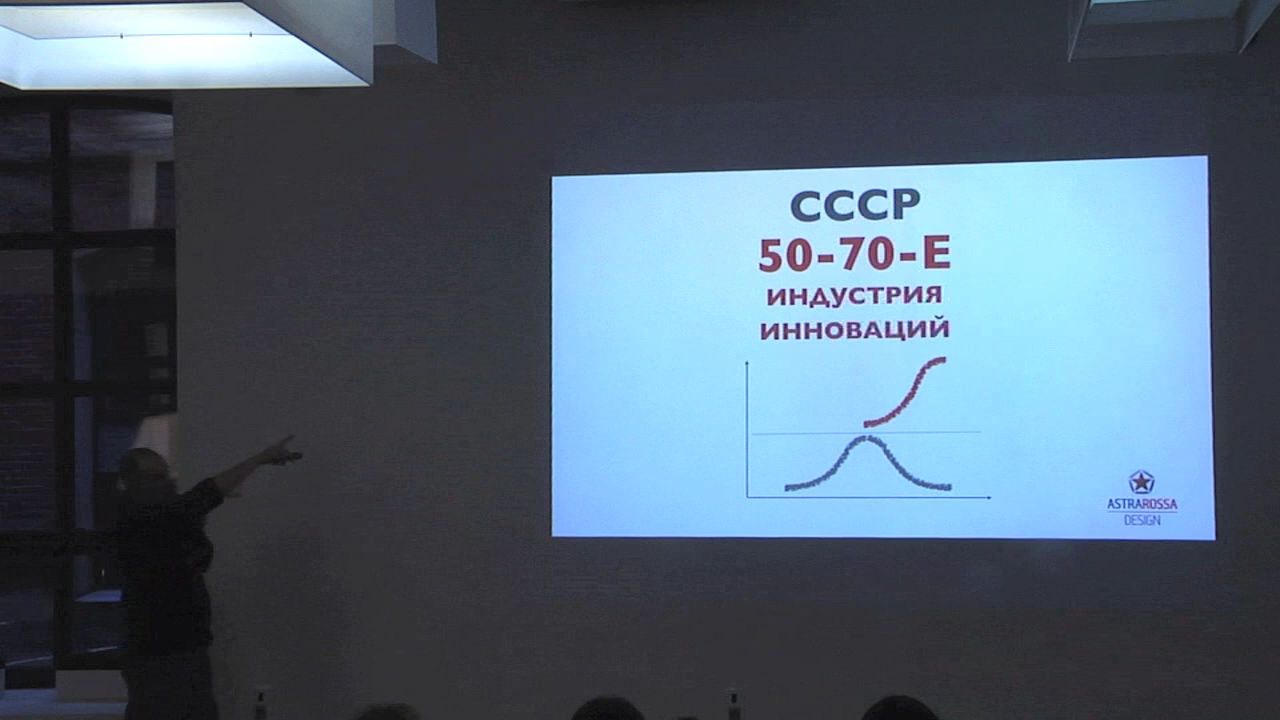 СССР
50-70-Е
ИНДУСТРИЯ
ИННОВАЦИЙ
ASTRAROSSA
DESIGN